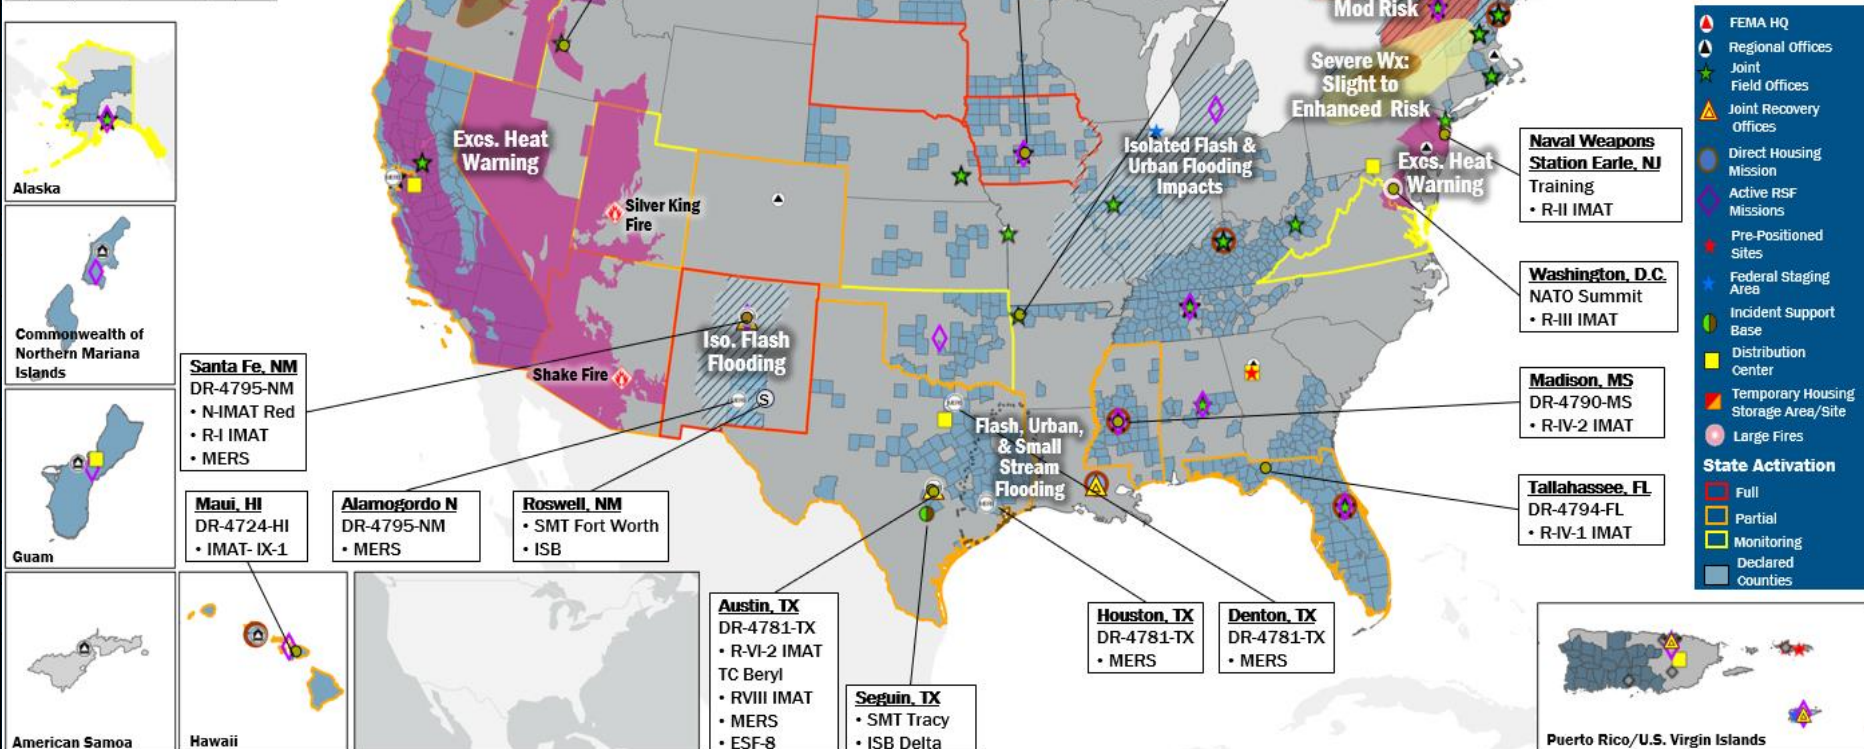 Mod Risk
Severe Wx:
Slight to
Enhanced Risk
Excs. Heat
Warning
Isolated Flash &
Urban Flooding
Impacts
Excs. Heat
Warning
Silver King
Fire
Iso. Flash
Flooding
Shake Fire
S
Flash, Urban,
& Small
Stream
Flooding
Alaska
Commonwealth of
Northern Mariana
Islands
Guam
American Samoa
Hawaii
Puerto Rico/U.S. Virgin Islands
Santa Fe, NM
DR-4795-NM
• N-IMAT Red
• R-I IMAT
• MERS
Maui, HI
DR-4724-HI
• IMAT- IX-1
Alamogordo N
DR-4795-NM
• MERS
Roswell, NM
• SMT Fort Worth
• ISB
Austin, TX
DR-4781-TX
• R-VI-2 IMAT
TC Beryl
• RVIII IMAT
• MERS
• ESF-8
Seguin, TX
• SMT Tracy
• ISB Delta
Houston, TX
DR-4781-TX
• MERS
Denton, TX
DR-4781-TX
• MERS
Naval Weapons
Station Earle, NJ
Training
• R-II IMAT
Washington, D.C.
NATO Summit
• R-III IMAT
Madison, MS
DR-4790-MS
• R-IV-2 IMAT
Tallahassee, FL
DR-4794-FL
• R-IV-1 IMAT
FEMA HQ
Regional Offices
Joint
Field Offices
Joint Recovery
Offices
Direct Housing
Mission
Active RSF
Missions
Pre-Positioned
Sites
Federal Staging
Area
Incident Support
Base
Distribution
Center
Temporary Housing
Storage Area/Site
Large Fires
State Activation
Full
Partial
Monitoring
Declared
Counties